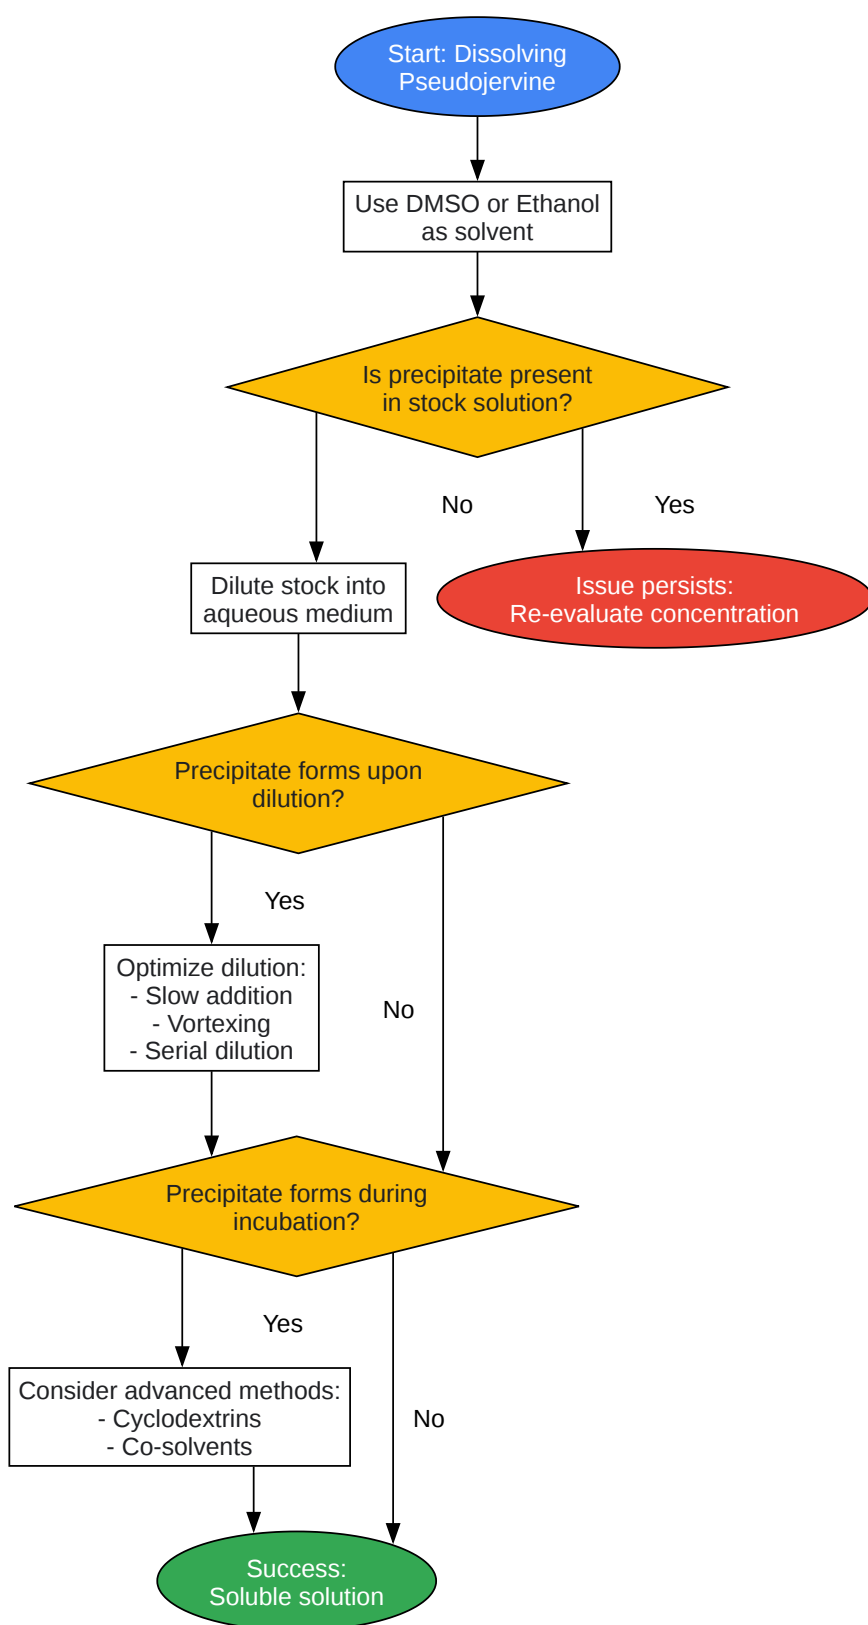 Start: Dissolving
Pseudojervine
Use DMSO or Ethanol
as solvent
Is precipitate present
in stock solution?
No
Yes
Dilute stock into
aqueous medium
Issue persists:
Re-evaluate concentration
Precipitate forms upon
dilution?
Yes
Optimize dilution:
- Slow addition
- Vortexing
- Serial dilution
No
Precipitate forms during
incubation?
Yes
Consider advanced methods:
- Cyclodextrins
- Co-solvents
No
Success:
Soluble solution